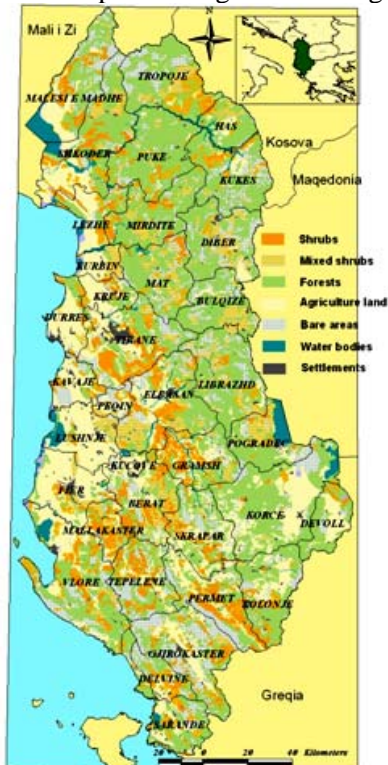 Mali i Zi
TROPOJE
MALESI E MADHE
HAS
Kosova
SHKODER
PUKE
KUKES
Maqedonia
LEZHE
MIRDITE
DIBER
Shrubs
KURBIN
Mixed shrubs
MAT
Forests
KRUJE
BULQIZE
Agriculture land
DURRES
Bare areas
TIRANE
Water bodies
KAVAJE
LIBRAZHD
Settlements
PEQIN
ELBASAN
LUSHNJE
POGRADEC
KUCOVE
GRAMSH
FIER
BERAT
KORCE
DEVOLL
MALLAKASTER
SKRAPAR
VLORE
TEPELENE
PERMET
KOLONJE
GJIROKASTER
DELVINE
Greqia
SARANDE
20 0 20 40 Kilometers